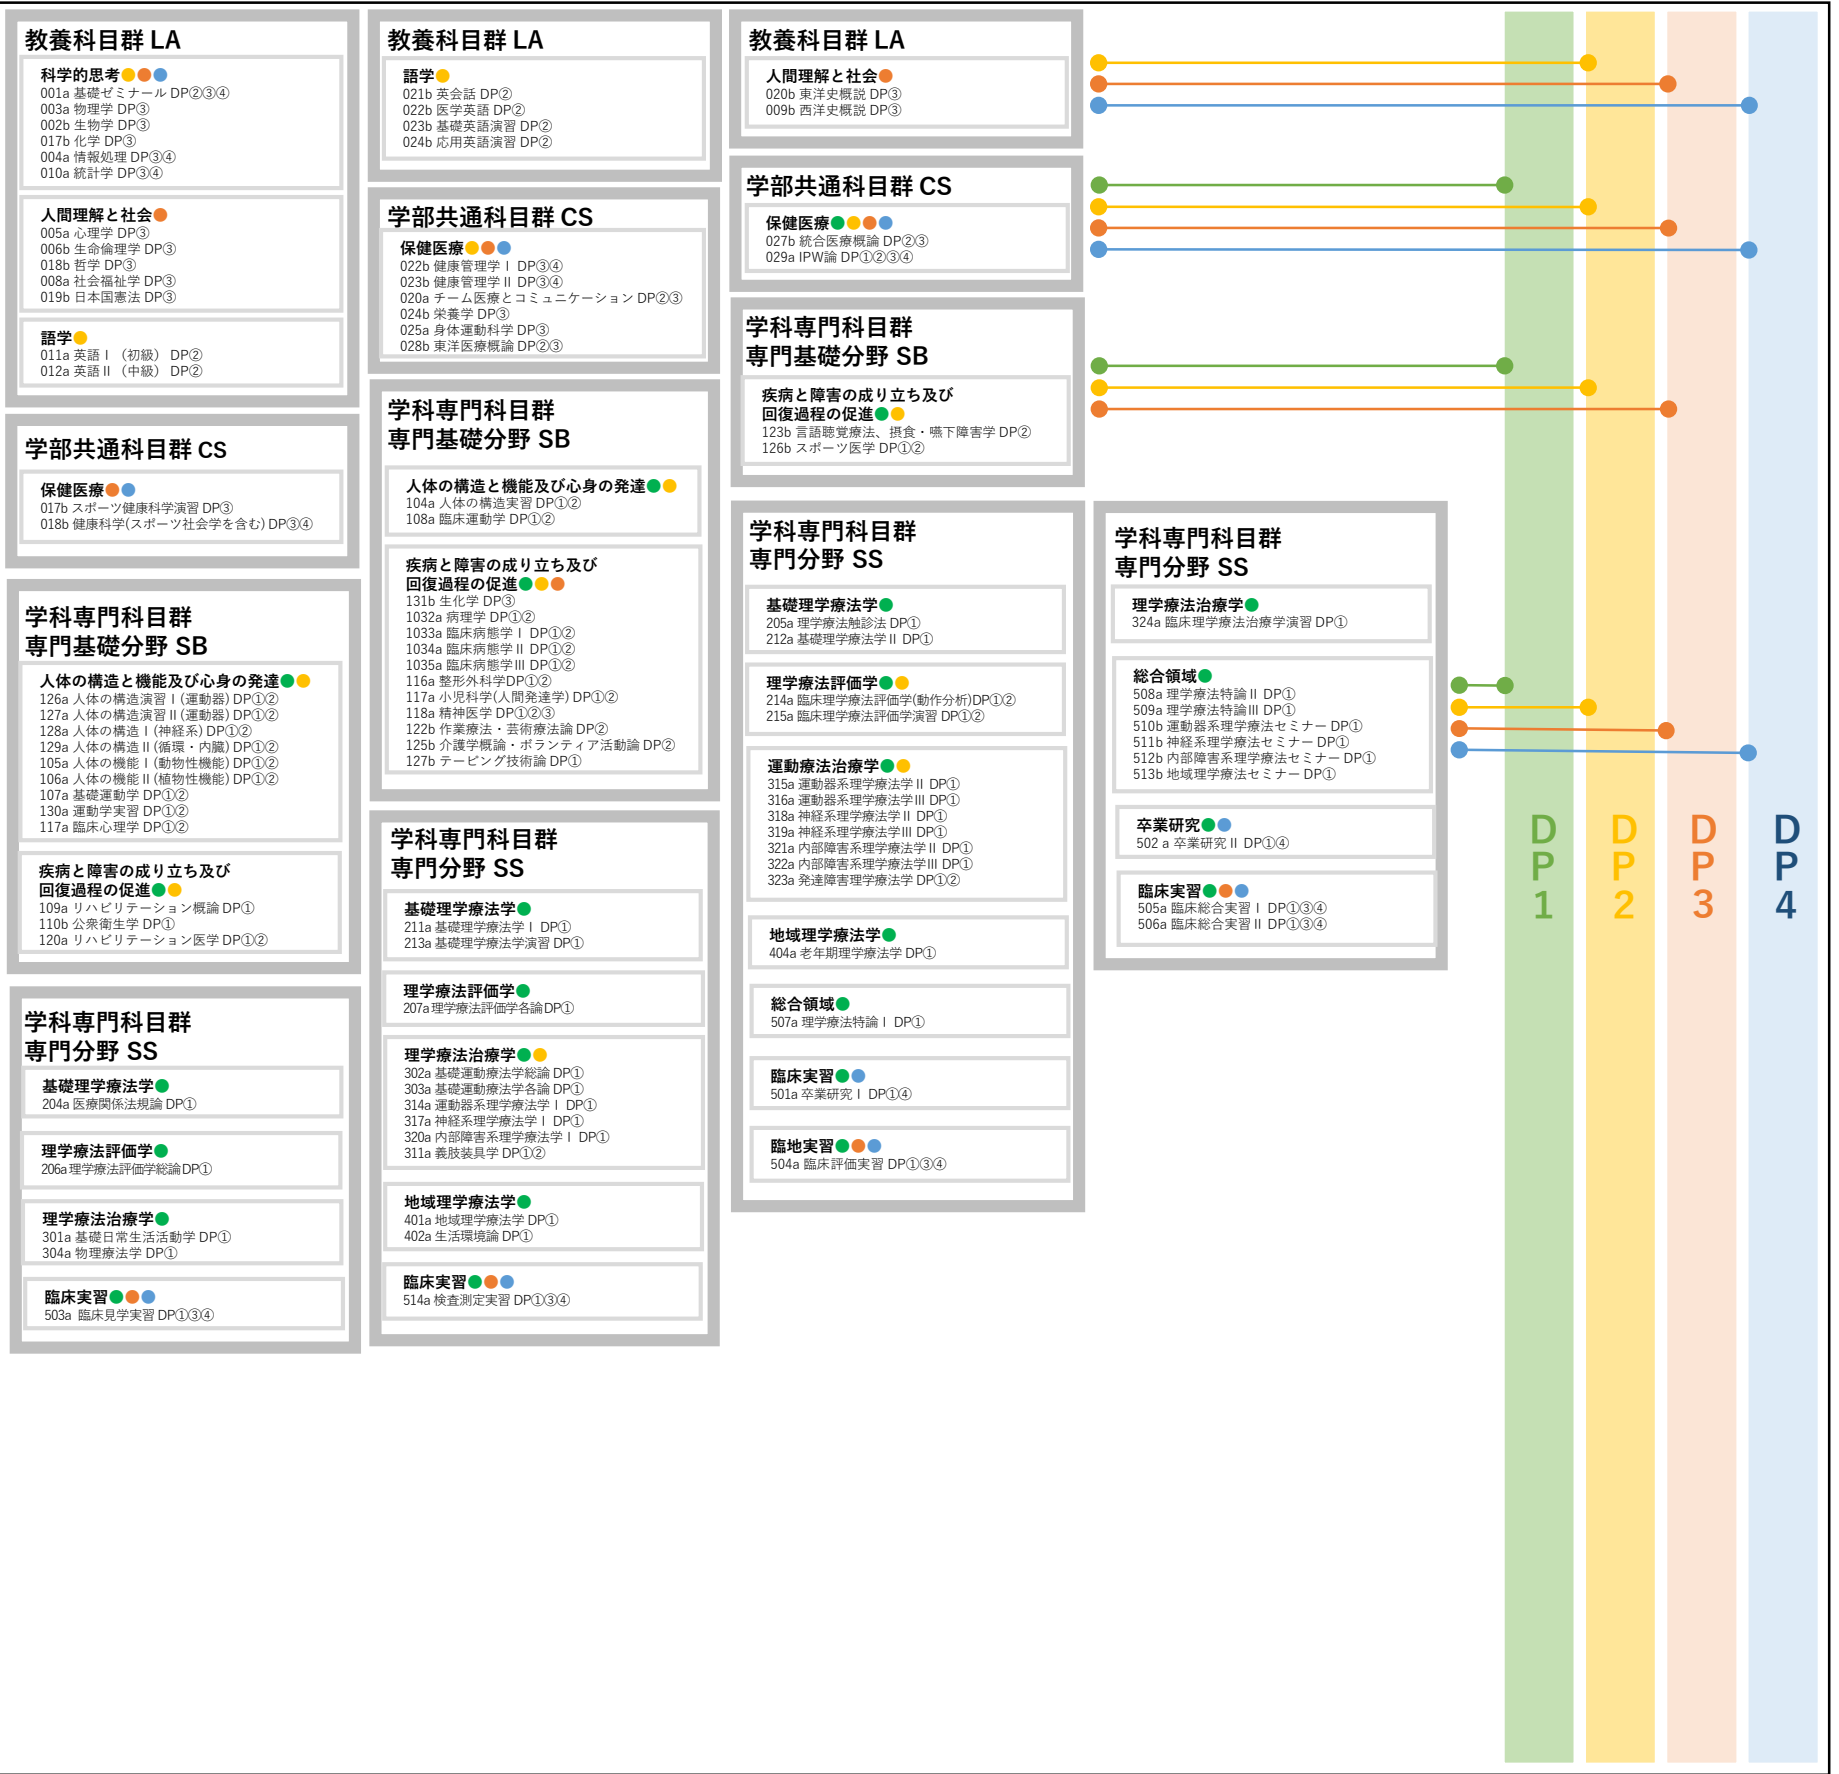 教養科目群 LA
科学的思考
001a 基礎ゼミナール DP②③④
003a 物理学 DP③
002b 生物学 DP③
017b 化学 DP③
004a 情報処理 DP③④
010a 統計学 DP③④
人間理解と社会
005a 心理学 DP③
006b 生命倫理学 DP③
018b 哲学 DP③
008a 社会福祉学 DP③
019b 日本国憲法 DP③
語学
011a 英語Ⅰ（初級） DP②
012a 英語Ⅱ（中級） DP②
学部共通科目群 CS
保健医療
017b スポーツ健康科学演習 DP③
018b 健康科学(スポーツ社会学を含む) DP③④
学科専門科目群
専門基礎分野 SB
人体の構造と機能及び心身の発達
126a 人体の構造演習Ⅰ(運動器) DP①②
127a 人体の構造演習Ⅱ(運動器) DP①②
128a 人体の構造Ⅰ(神経系) DP①②
129a 人体の構造Ⅱ(循環・内臓) DP①②
105a 人体の機能Ⅰ(動物性機能) DP①②
106a 人体の機能Ⅱ(植物性機能) DP①②
107a 基礎運動学 DP①②
130a 運動学実習 DP①②
117a 臨床心理学 DP①②
疾病と障害の成り立ち及び
回復過程の促進
109a リハビリテーション概論 DP①
110b 公衆衛生学 DP①
120a リハビリテーション医学 DP①②
学科専門科目群
専門分野 SS
基礎理学療法学
204a 医療関係法規論 DP①
理学療法評価学
206a 理学療法評価学総論 DP①
理学療法治療学
301a 基礎日常生活活動学 DP①
304a 物理療法学 DP①
臨床実習
503a 臨床見学実習 DP①③④
教養科目群 LA
語学
021b 英会話 DP②
022b 医学英語 DP②
023b 基礎英語演習 DP②
024b 応用英語演習 DP②
学部共通科目群 CS
保健医療
022b 健康管理学Ⅰ DP③④
023b 健康管理学Ⅱ DP③④
020a チーム医療とコミュニケーション DP②③
024b 栄養学 DP③
025a 身体運動科学 DP③
028b 東洋医療概論 DP②③
学科専門科目群
専門基礎分野 SB
人体の構造と機能及び心身の発達
104a 人体の構造実習 DP①②
108a 臨床運動学 DP①②
疾病と障害の成り立ち及び
回復過程の促進
131b 生化学 DP③
1032a 病理学 DP①②
1033a 臨床病態学Ⅰ DP①②
1034a 臨床病態学Ⅱ DP①②
1035a 臨床病態学Ⅲ DP①②
116a 整形外科学DP①②
117a 小児科学(人間発達学) DP①②
118a 精神医学 DP①②③
122b 作業療法・芸術療法論 DP②
125b 介護学概論・ボランティア活動論 DP②
127b テーピング技術論 DP①
学科専門科目群
専門分野 SS
基礎理学療法学
211a 基礎理学療法学Ⅰ DP①
213a 基礎理学療法学演習 DP①
理学療法評価学
207a 理学療法評価学各論 DP①
理学療法治療学
302a 基礎運動療法学総論 DP①
303a 基礎運動療法学各論 DP①
314a 運動器系理学療法学Ⅰ DP①
317a 神経系理学療法学Ⅰ DP①
320a 内部障害系理学療法学Ⅰ DP①
311a 義肢装具学 DP①②
地域理学療法学
401a 地域理学療法学 DP①
402a 生活環境論 DP①
臨床実習
514a 検査測定実習 DP①③④
教養科目群 LA
人間理解と社会
020b 東洋史概説 DP③
009b 西洋史概説 DP③
学部共通科目群 CS
保健医療
027b 統合医療概論 DP②③
029a IPW論 DP①②③④
学科専門科目群
専門基礎分野 SB
疾病と障害の成り立ち及び
回復過程の促進
123b 言語聴覚療法、摂食・嚥下障害学 DP②
126b スポーツ医学 DP①②
学科専門科目群
専門分野 SS
基礎理学療法学
205a 理学療法触診法 DP①
212a 基礎理学療法学Ⅱ DP①
理学療法評価学
214a 臨床理学療法評価学(動作分析)DP①②
215a 臨床理学療法評価学演習 DP①②
運動療法治療学
315a 運動器系理学療法学Ⅱ DP①
316a 運動器系理学療法学Ⅲ DP①
318a 神経系理学療法学Ⅱ DP①
319a 神経系理学療法学Ⅲ DP①
321a 内部障害系理学療法学Ⅱ DP①
322a 内部障害系理学療法学Ⅲ DP①
323a 発達障害理学療法学 DP①②
地域理学療法学
404a 老年期理学療法学 DP①
総合領域
507a 理学療法特論Ⅰ DP①
臨床実習
501a 卒業研究Ⅰ DP①④
臨地実習
504a 臨床評価実習 DP①③④
学科専門科目群
専門分野 SS
理学療法治療学
324a 臨床理学療法治療学演習 DP①
総合領域
508a 理学療法特論Ⅱ DP①
509a 理学療法特論Ⅲ DP①
510b 運動器系理学療法セミナー DP①
511b 神経系理学療法セミナー DP①
512b 内部障害系理学療法セミナー DP①
513b 地域理学療法セミナー DP①
卒業研究
502 a 卒業研究Ⅱ DP①④
臨床実習
505a 臨床総合実習Ⅰ DP①③④
506a 臨床総合実習Ⅱ DP①③④
DP1
DP2
DP3
DP4